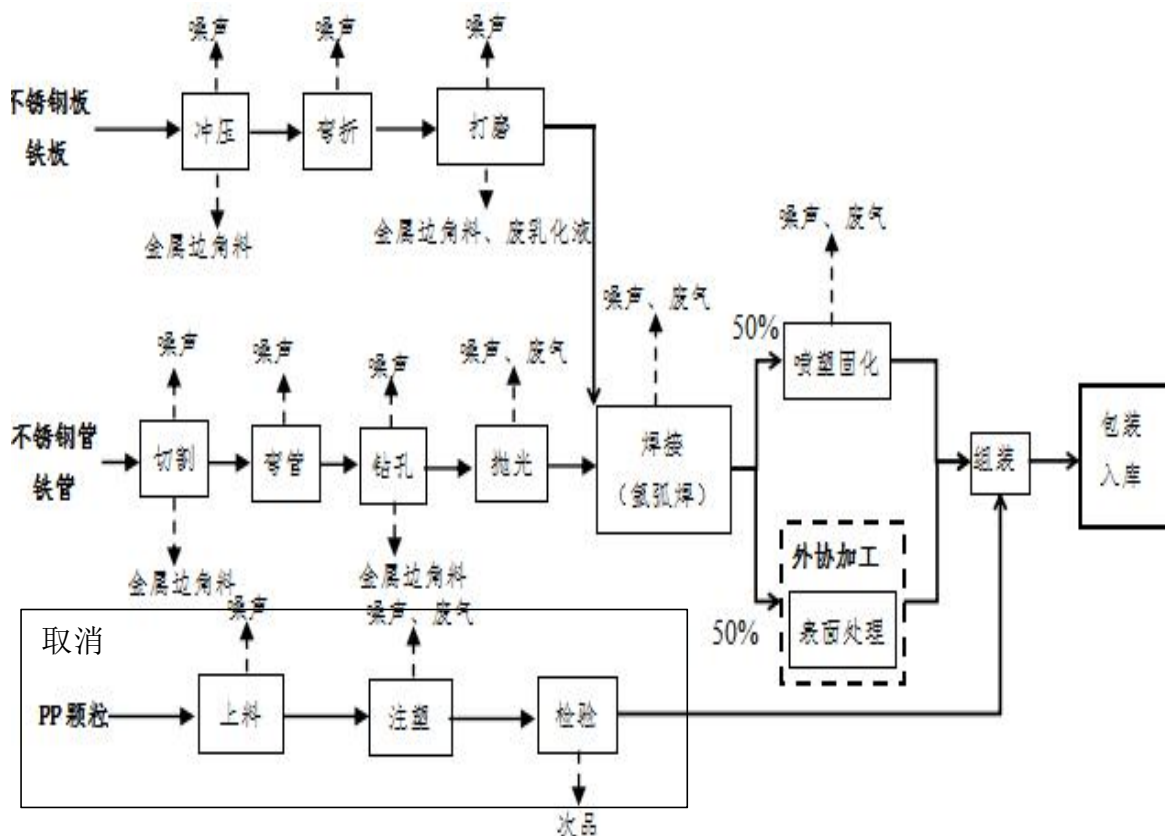 噪声
噪声
噪声
不锈钢板
铁板
冲压
弯折
打磨
金属边角料
金属边角料、废乳化液
噪声、废气
噪声、废气
50%
喷塑固化
噪声
噪声
噪声
噪声、废气
不锈钢管
铁管
切割
弯管
钻孔
抛光
焊接
（氩弧焊）
组装
包装
入库
外协加工
50%
表面处理
金属边角料
金属边角料
噪声
噪声、废气
取消
PP颗粒
上料
注塑
检验
次品